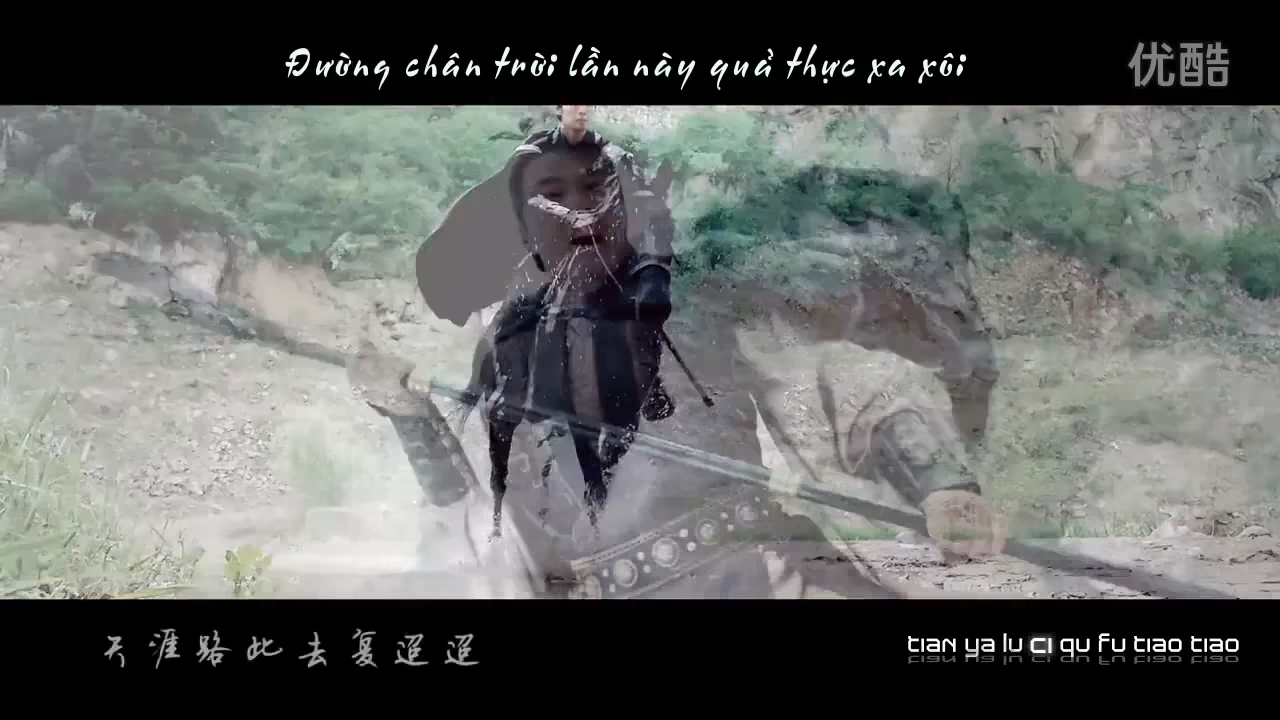 Đường chân trời lần này quả thực xa xôi
优酷
天涯路此去复迢迢
tian ya lu ci qu fu tiao tiao